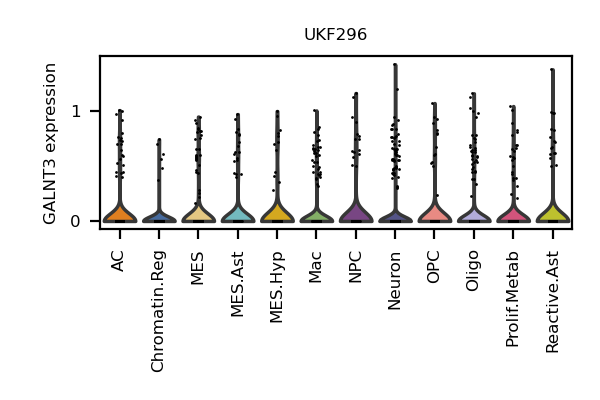 UKF296
GALNT3 expression
1
0
AC
Chromatin.Reg
MES
MES.Ast
MES.Hyp
Mac
NPC
Neuron
OPC
Oligo
Prolif.Metab
Reactive.Ast